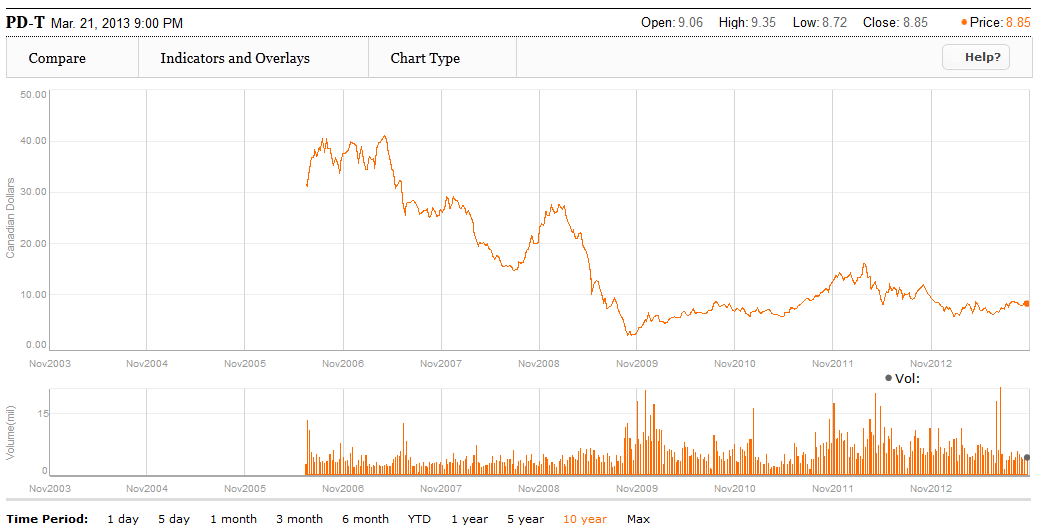 PD-T Mar. 21, 2013 9:00 PM Open: 9.06 High: 9.35 Low: 8.72 Close: 8.85 Price: 8.85
Compare Indicators and Overlays Chart Type Help?
50.00
40.00
30.00
20.00
10.00
0.00
Canadian Dollars
Nov2003 Nov2004 Nov2005 Nov2006 Nov2007 Nov2008 Nov2009 Nov2010 Nov2011 Nov2012
Vol:
15
0
Volume(mil)
Nov2003 Nov2004 Nov2005 Nov2006 Nov2007 Nov2008 Nov2009 Nov2010 Nov2011 Nov2012
Time Period: 1 day 5 day 1 month 3 month 6 month YTD 1 year 5 year 10 year Max